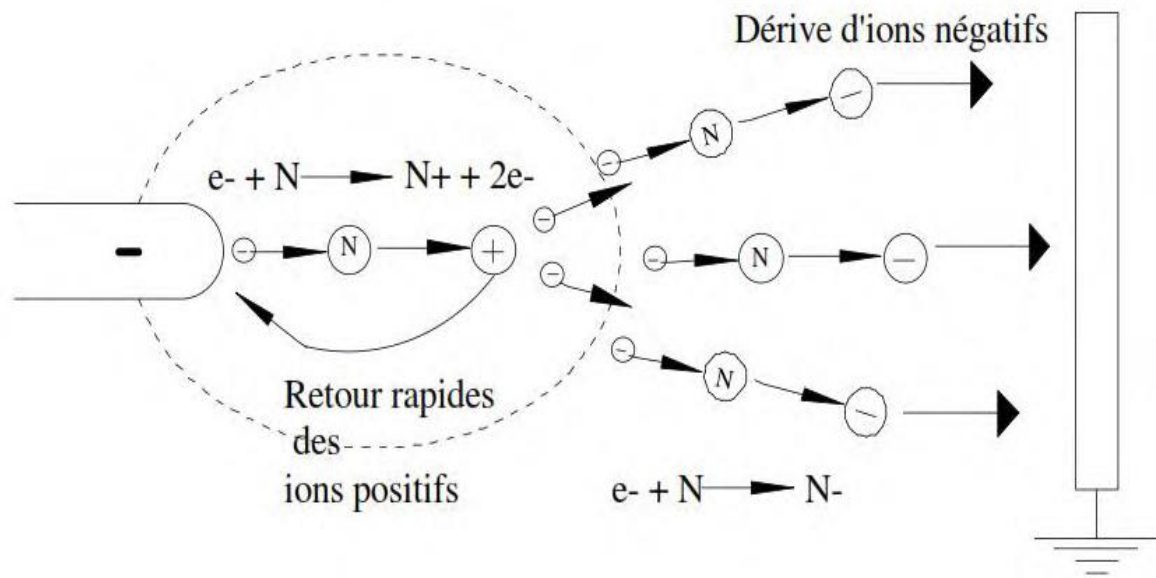 Dérive d'ions négatifs
e- + N → N+ + 2e-
- N +
- N -
- N -
- N -
Retour rapides
des
ions positifs
e- + N → N-